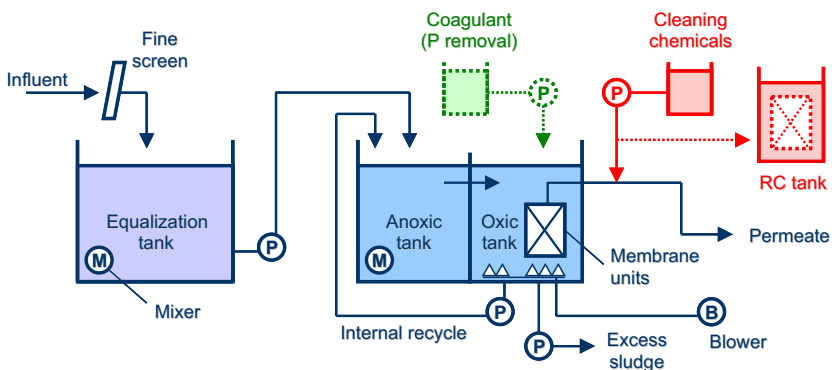 Influent
Fine
screen
Coagulant
(P removal)
Cleaning
chemicals
P
P
RC tank
Equalization
tank
M
Mixer
P
Anoxic
tank
M
Oxic
tank
Membrane
units
Permeate
Internal recycle
P
P
Excess
sludge
B
Blower